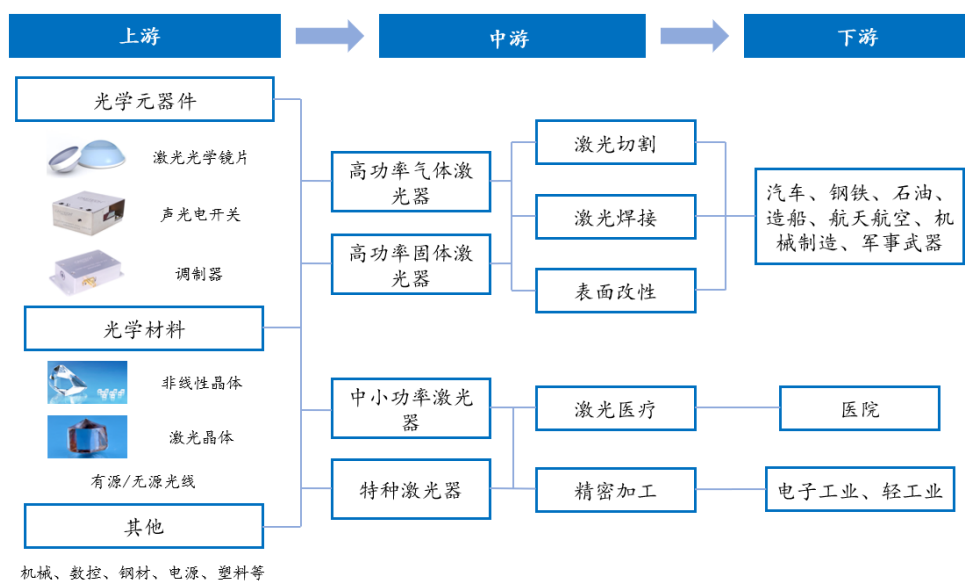 上游
中游
下游
光学元器件
激光光学镜片
声光电开关
调制器
光学材料
非线性晶体
激光晶体
有源/无源光线
其他
机械、数控、钢材、电源、塑料等
高功率气体激
光器
高功率固体激
光器
中小功率激光
器
特种激光器
激光切割
激光焊接
表面改性
激光医疗
精密加工
汽车、钢铁、石油、
造船、航天航空、机
械制造、军事武器
医院
电子工业、轻工业